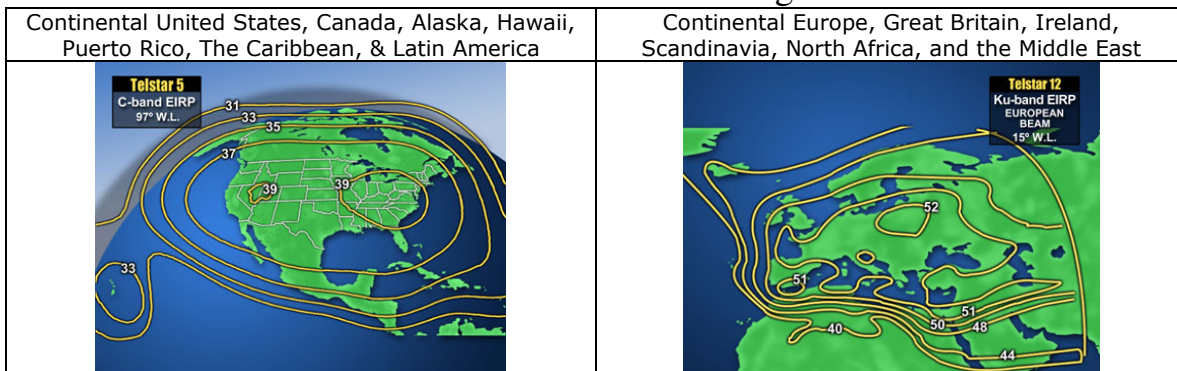 Continental United States, Canada, Alaska, Hawaii,
Puerto Rico, The Caribbean, & Latin America
Continental Europe, Great Britain, Ireland,
Scandinavia, North Africa, and the Middle East
Telstar 5
C-band EIRP
97º W.L.
31
33
35
37
39
39
33
Telstar 12
Ku-band EIRP
EUROPEAN
BEAM
15º W.L.
52
51
51
50
48
40
44